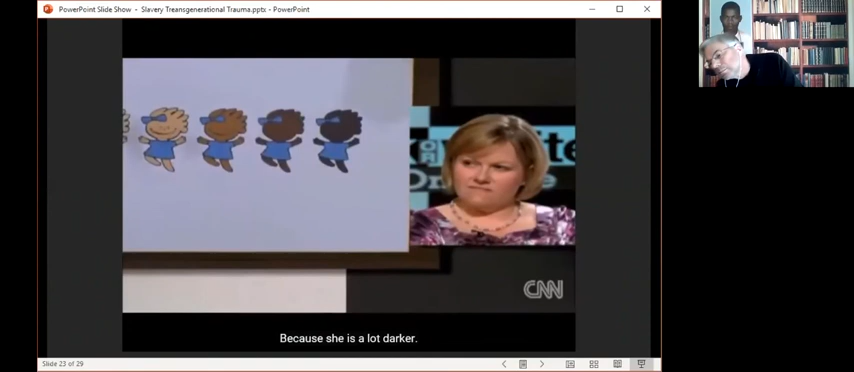 PowerPoint Slide Show - Slavery Treansgenerational Trauma.pptx - PowerPoint
CNN
Because she is a lot darker.
Slide 23 of 29